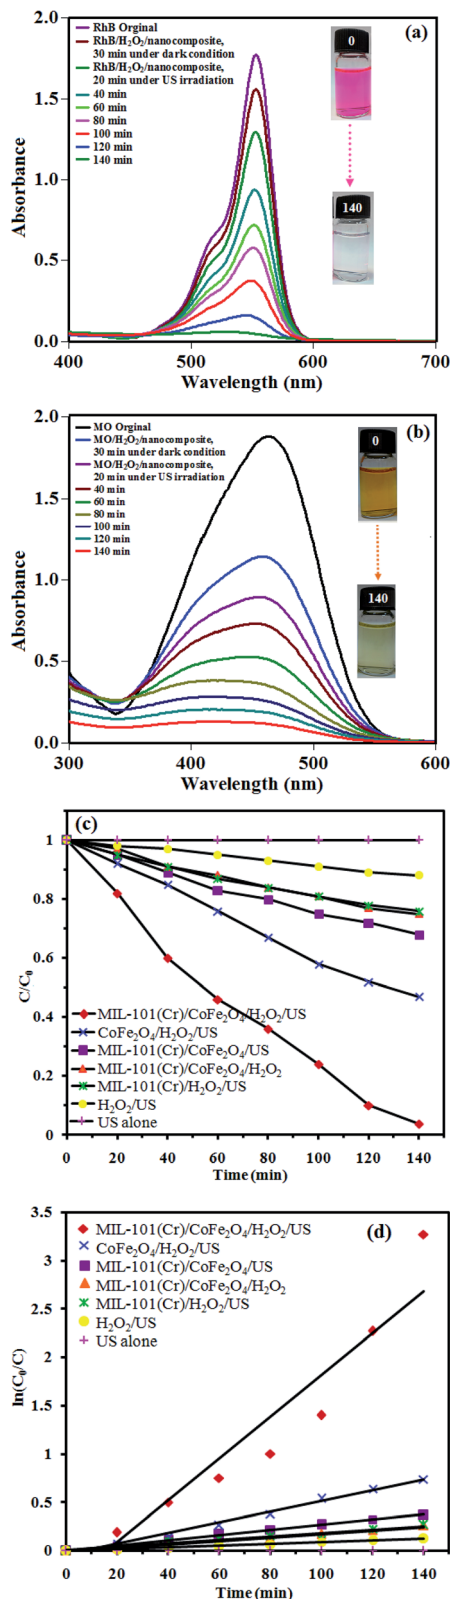 (a)
RhB Orginal
RhB/H₂O₂/nanocomposite,
30 min under dark condition
RhB/H₂O₂/nanocomposite,
20 min under US irradiation
40 min
60 min
80 min
100 min
120 min
140 min
0
140
2.0
1.5
1.0
0.5
0.0
Absorbance
400 500 600 700
Wavelength (nm)
(b)
MO Orginal
MO/H₂O₂/nanocomposite,
30 min under dark condition
MO/H₂O₂/nanocomposite,
20 min under US irradiation
40 min
60 min
80 min
100 min
120 min
140 min
0
140
2.0
1.5
1.0
0.5
0.0
Absorbance
300 400 500 600
Wavelength (nm)
(c)
1
0.8
0.6
0.4
0.2
0
C/C₀
MIL-101(Cr)/CoFe₂O₄/H₂O₂/US
CoFe₂O₄/H₂O₂/US
MIL-101(Cr)/CoFe₂O₄/US
MIL-101(Cr)/CoFe₂O₄/H₂O₂
MIL-101(Cr)/H₂O₂/US
H₂O₂/US
US alone
0 20 40 60 80 100 120 140
Time (min)
(d)
3.5
3
2.5
2
1.5
1
0.5
0
ln(C₀/C)
MIL-101(Cr)/CoFe₂O₄/H₂O₂/US
CoFe₂O₄/H₂O₂/US
MIL-101(Cr)/CoFe₂O₄/US
MIL-101(Cr)/CoFe₂O₄/H₂O₂
MIL-101(Cr)/H₂O₂/US
H₂O₂/US
US alone
0 20 40 60 80 100 120 140
Time (min)